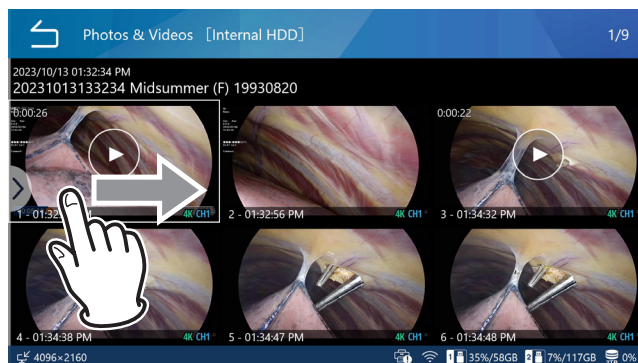 Photos & Videos [Internal HDD]
1/9
2023/10/13 01:32:34 PM
20231013133234 Midsummer (F) 19930820
0:00:26
0:00:22
1 - 01:32 PM 4K CH1
2 - 01:32:56 PM 4K CH1
3 - 01:34:32 PM 4K CH1
4 - 01:34:38 PM 4K CH1
5 - 01:34:47 PM 4K CH1
6 - 01:34:48 PM 4K CH1
4096×2160
1 35%/58GB 2 7%/117GB 0%